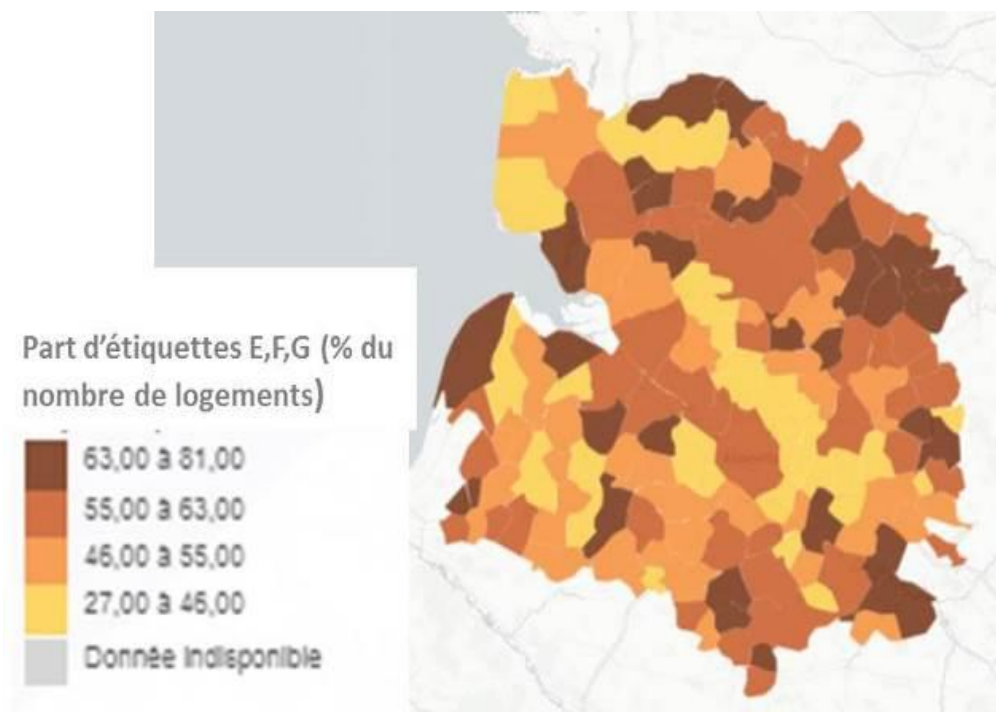 Part d’étiquettes E,F,G (% du
nombre de logements)
63,00 à 81,00
55,00 à 63,00
46,00 à 55,00
27,00 à 46,00
Donnée Indisponible